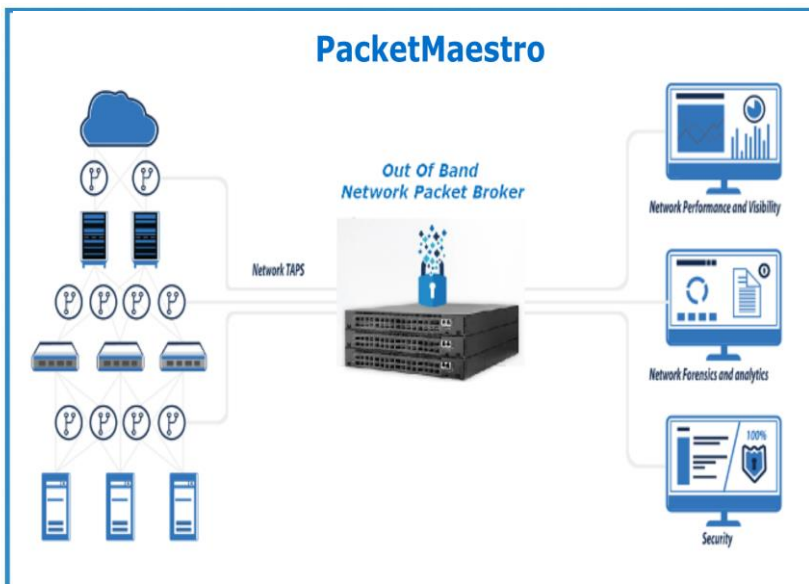 PacketMaestro
Out Of Band
Network Packet Broker
Network TAPS
Network Performance and Visibility
Network Forensics and analytics
100%
Security